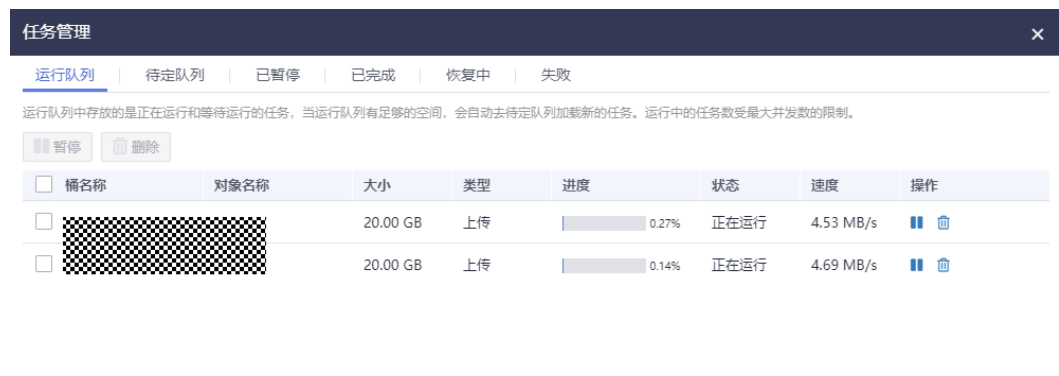 任务管理
运行队列 待定队列 已暂停 已完成 恢复中 失败
运行队列中存放的是正在运行和等待运行的任务，当运行队列有足够的空间，会自动去待定队列加载新的任务。运行中的任务数受最大并发数的限制。
暂停 删除
桶名称 对象名称 大小 类型 进度 状态 速度 操作
20.00 GB 上传 0.27% 正在运行 4.53 MB/s
20.00 GB 上传 0.14% 正在运行 4.69 MB/s